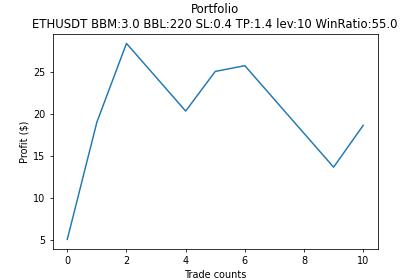 Portfolio
ETHUSDT BBM:3.0 BBL:220 SL:0.4 TP:1.4 lev:10 WinRatio:55.0
25
20
15
10
5
Profit ($)
0 2 4 6 8 10
Trade counts